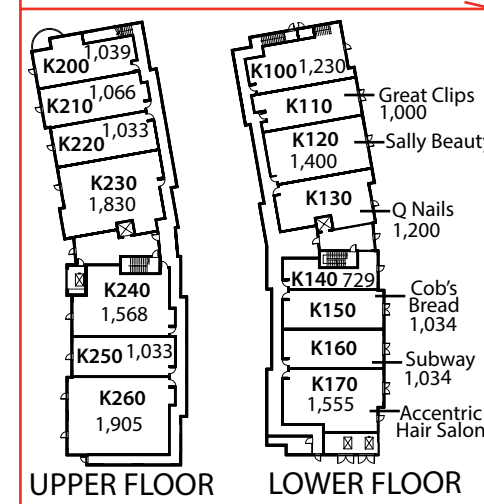 K200 1,039
K210 1,066
K220 1,033
K230
1,830
K240
1,568
K250 1,033
K260
1,905
UPPER FLOOR
K100 1,230
K110
Great Clips
1,000
K120
1,400
Sally Beauty
K130
Q Nails
1,200
K140 729
K150
Cob's
Bread
1,034
K160
Subway
1,034
K170
1,555
Accentric
Hair Salon
LOWER FLOOR